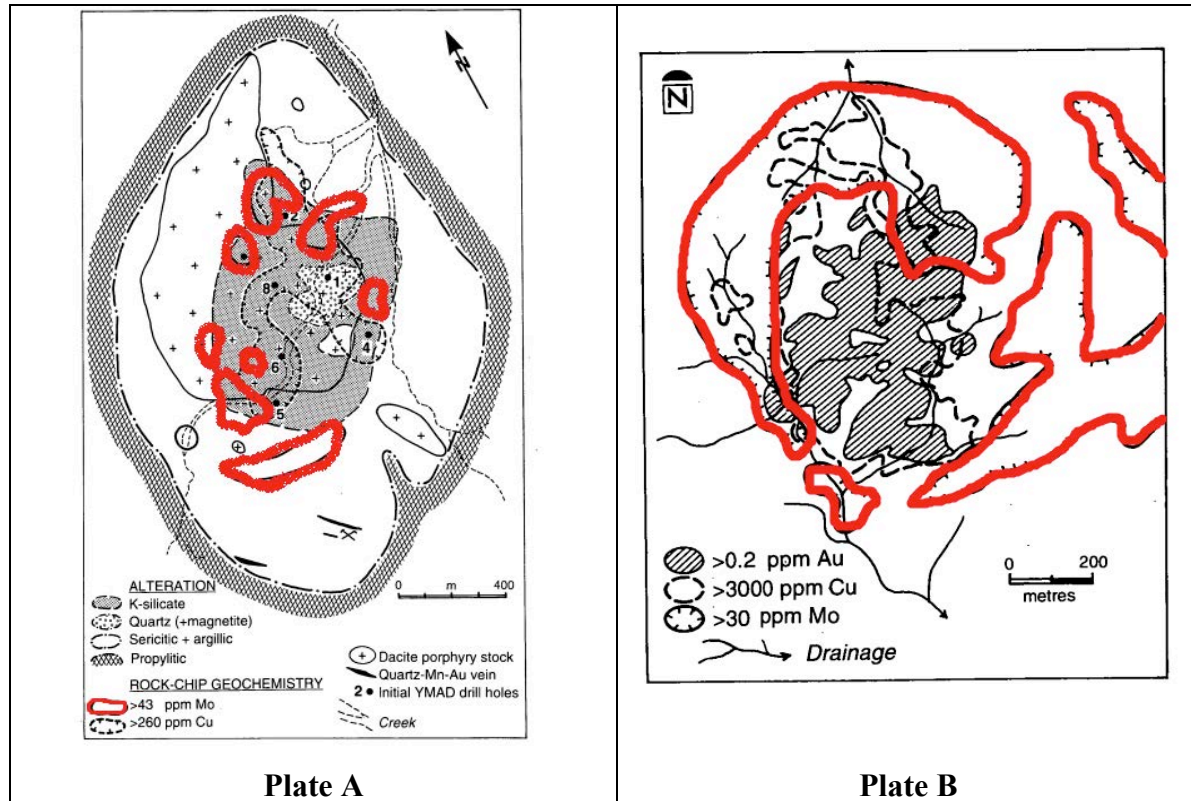 N
2
8
1
4
6
5
ALTERATION
K-silicate
Quartz (+magnetite)
Sericitic + argillic
Propylitic
ROCK-CHIP GEOCHEMISTRY
>43 ppm Mo
>260 ppm Cu
0 m 400
Dacite porphyry stock
Quartz-Mn-Au vein
2 Initial YMAD drill holes
Creek
Plate A
N
>0.2 ppm Au
>3000 ppm Cu
>30 ppm Mo
Drainage
0 200
metres
Plate B